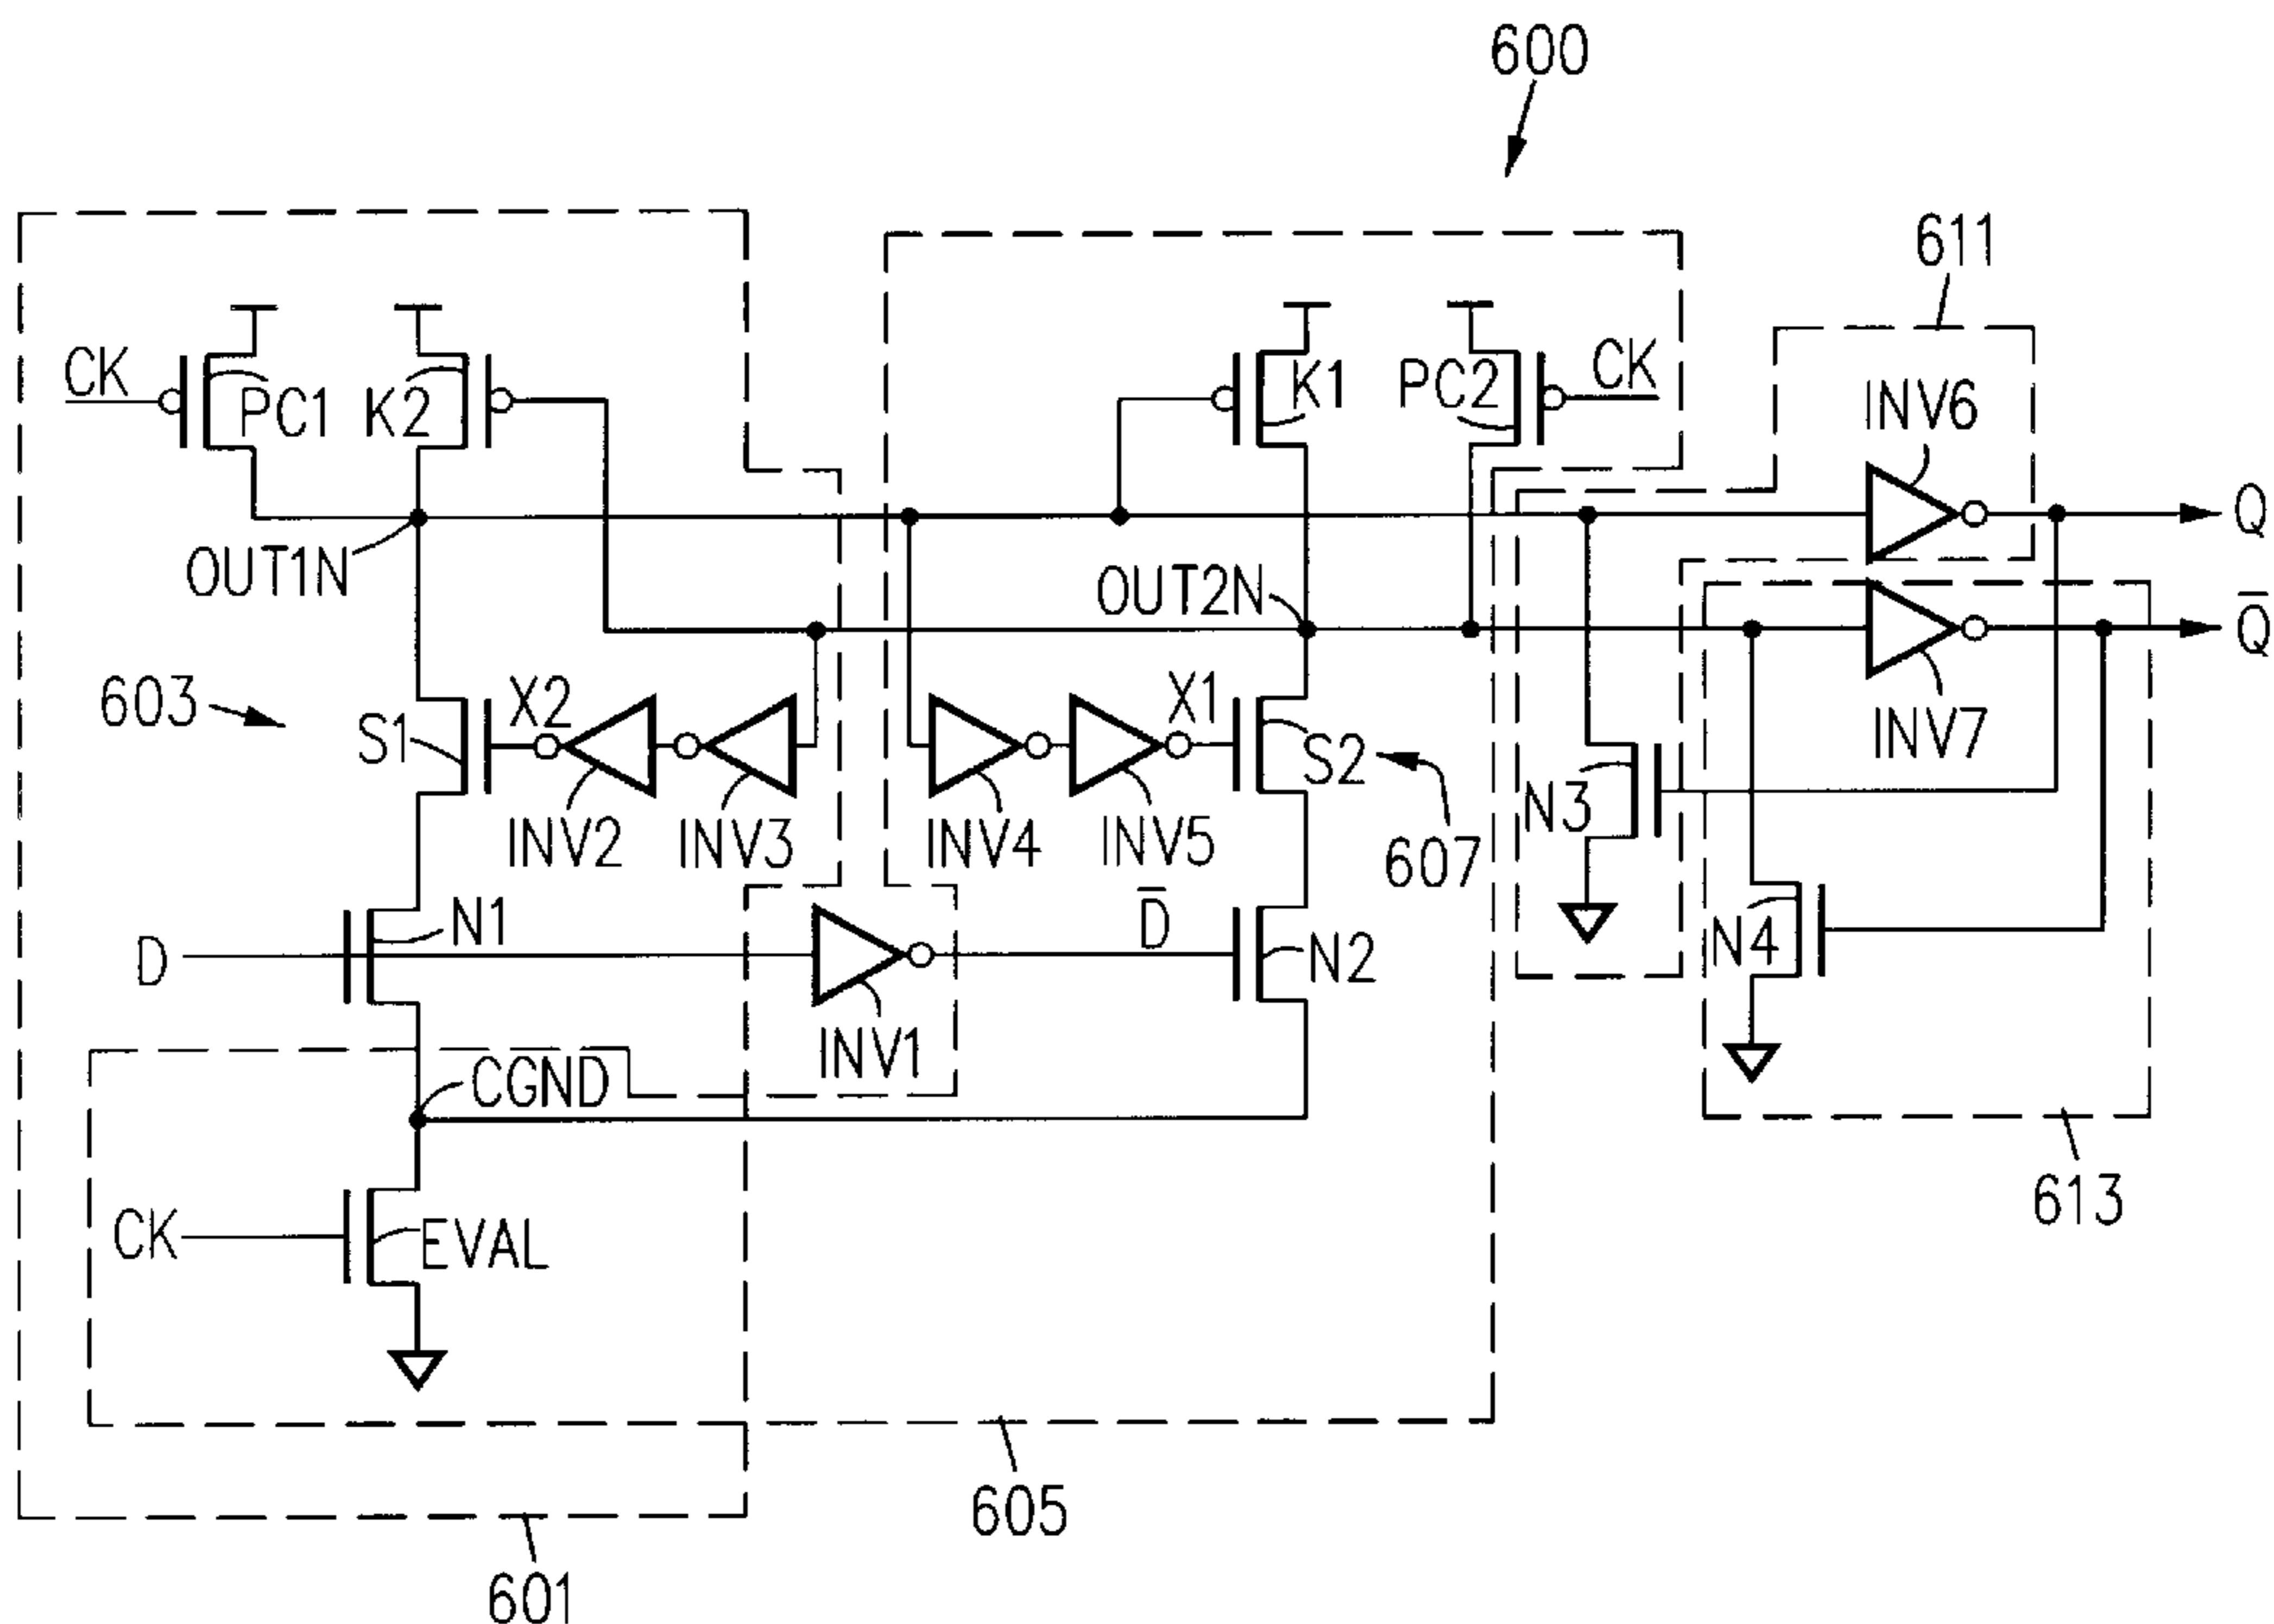 600
611
CK
PC1
K2
K1
PC2
CK
INV6
Q
OUT1N
OUT2N
Q̅
603
S1
X2
X1
S2
INV7
N3
INV2
INV3
INV4
INV5
607
D
N1
D̅
N2
N4
INV1
CGND
613
CK
EVAL
605
601